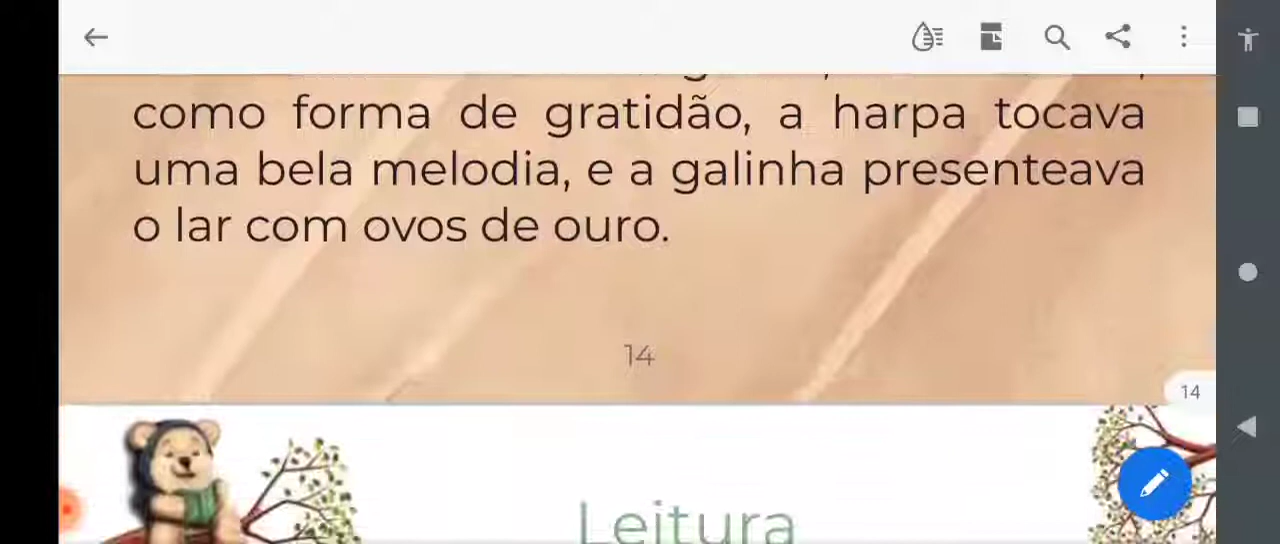 como forma de gratidão, a harpa tocava
uma bela melodia, e a galinha presenteava
o lar com ovos de ouro.
14
14
Leitura